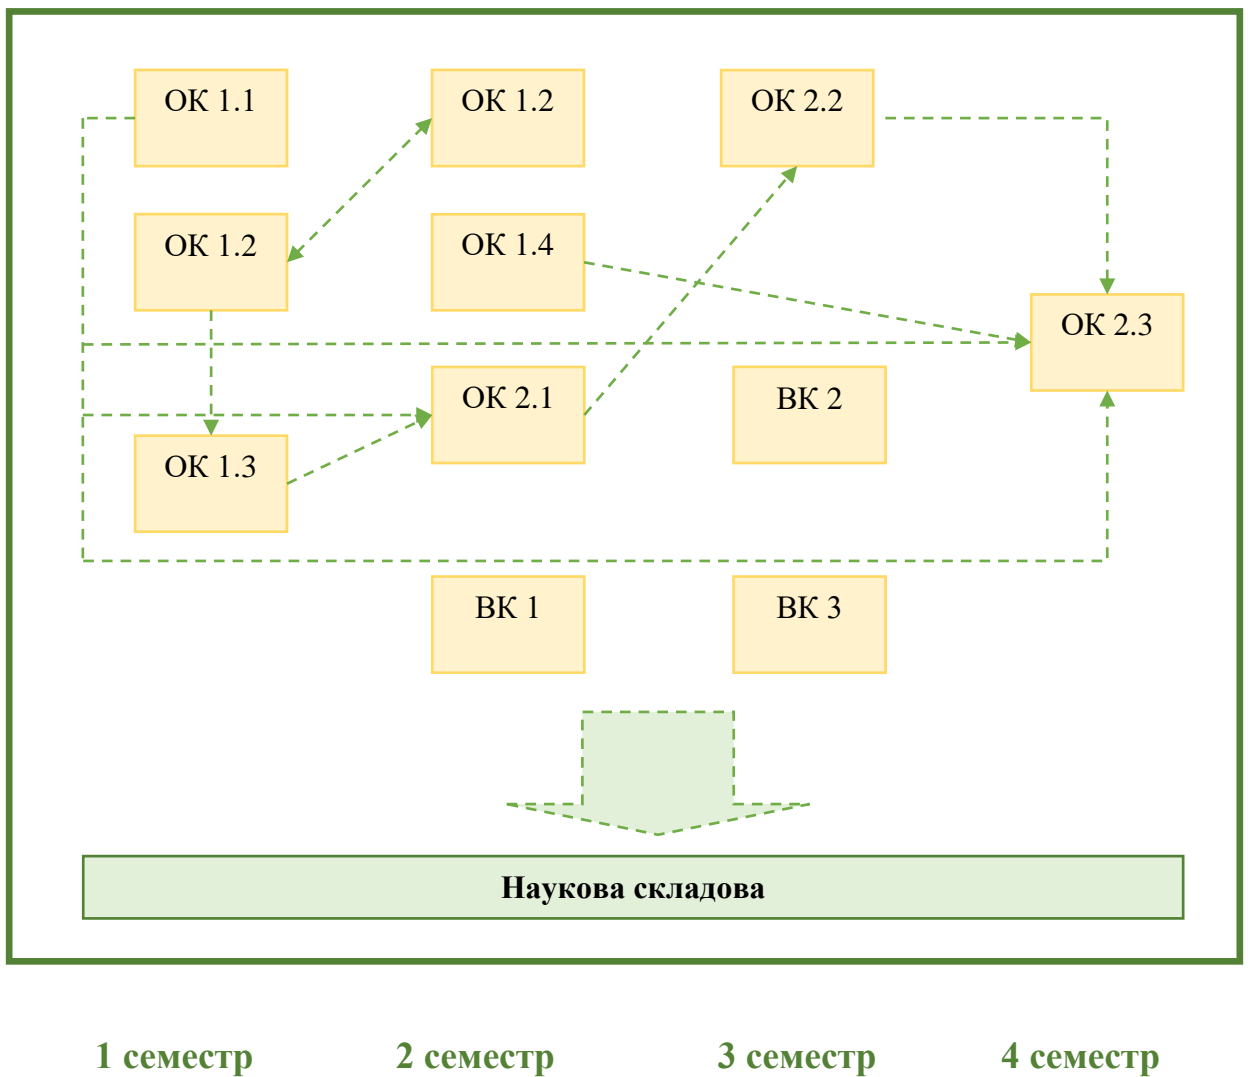 ОК 1.1
ОК 1.2
ОК 2.2
ОК 1.2
ОК 1.4
ОК 2.3
ОК 2.1
ВК 2
ОК 1.3
ВК 1
ВК 3
Наукова складова
1 семестр
2 семестр
3 семестр
4 семестр